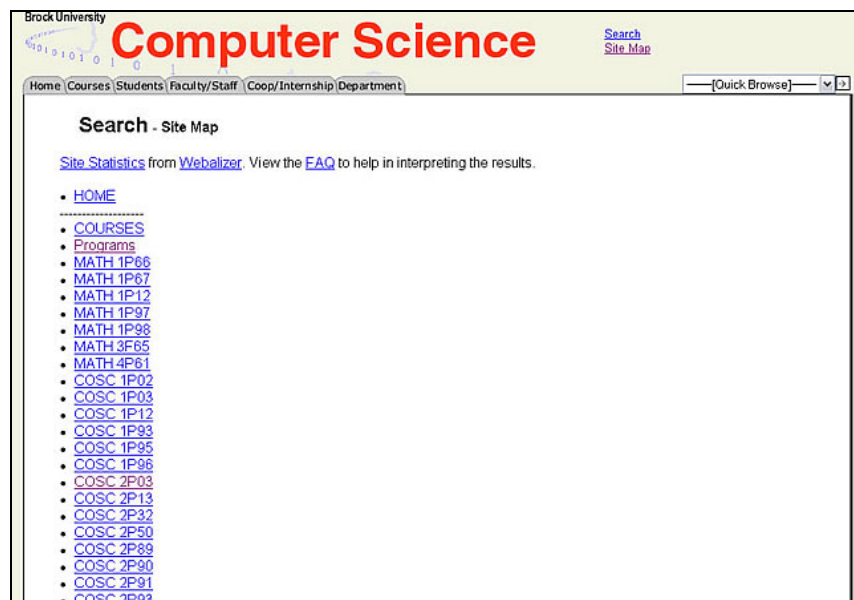 Brock University
Computer Science
Search
Site Map
Home Courses Students Faculty/Staff Coop/Internship Department
——[Quick Browse]——
Search - Site Map
Site Statistics from Webalizer. View the FAQ to help in interpreting the results.
• HOME
-------------------
• COURSES
• Programs
• MATH 1P66
• MATH 1P67
• MATH 1P12
• MATH 1P97
• MATH 1P98
• MATH 3F65
• MATH 4P61
• COSC 1P02
• COSC 1P03
• COSC 1P12
• COSC 1P93
• COSC 1P95
• COSC 1P96
• COSC 2P03
• COSC 2P13
• COSC 2P32
• COSC 2P50
• COSC 2P89
• COSC 2P90
• COSC 2P91
• COSC 2P93